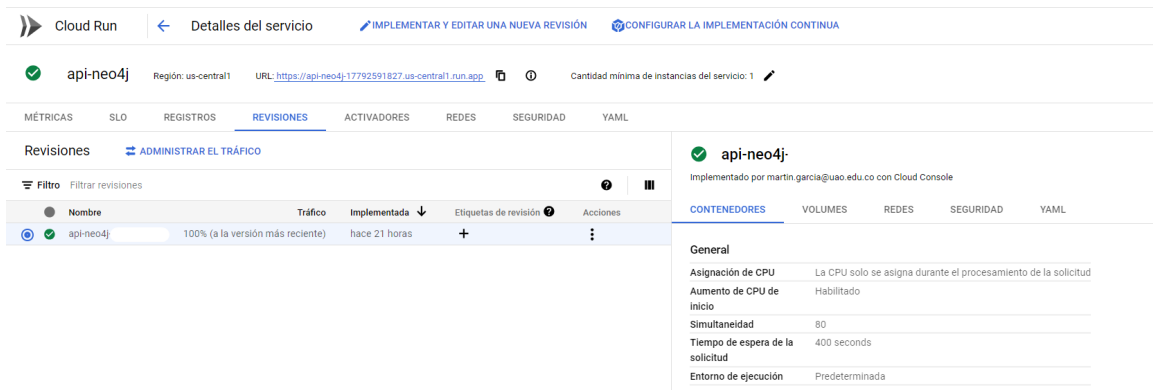 Cloud Run
Detalles del servicio
IMPLEMENTAR Y EDITAR UNA NUEVA REVISIÓN
CONFIGURAR LA IMPLEMENTACIÓN CONTINUA
api-neo4j
Región: us-central1
URL: https://api-neo4j-17792591827.us-central1.run.app
Cantidad mínima de instancias del servicio: 1
MÉTRICAS SLO REGISTROS REVISIONES ACTIVADORES REDES SEGURIDAD YAML
Revisiones
ADMINISTRAR EL TRÁFICO
Filtro Filtrar revisiones
Nombre Tráfico Implementada Etiquetas de revisión Acciones
api-neo4j- 100% (a la versión más reciente) hace 21 horas
api-neo4j-
Implementado por martin.garcia@uao.edu.co con Cloud Console
CONTENEDORES VOLUMES REDES SEGURIDAD YAML
General
Asignación de CPU La CPU solo se asigna durante el procesamiento de la solicitud
Aumento de CPU de Habilitado
inicio
Simultaneidad 80
Tiempo de espera de la 400 seconds
solicitud
Entorno de ejecución Predeterminada